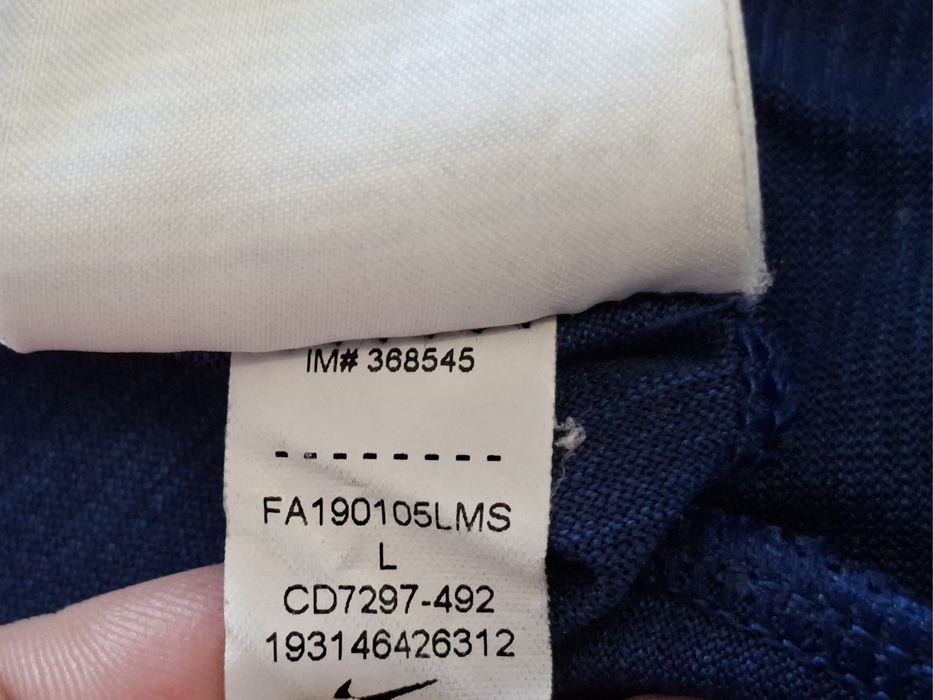 IM# 368545
--------
FA190105LMS
L
CD7297-492
193146426312